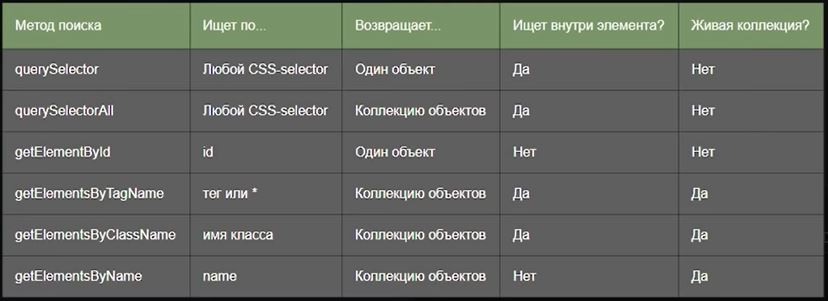 Метод поиска Ищет по... Возвращает... Ищет внутри элемента? Живая коллекция?
querySelector Любой CSS-selector Один объект Да Нет
querySelectorAll Любой CSS-selector Коллекцию объектов Да Нет
getElementById id Один объект Нет Нет
getElementsByTagName тег или * Коллекцию объектов Да Да
getElementsByClassName имя класса Коллекцию объектов Да Да
getElementsByName name Коллекцию объектов Нет Да